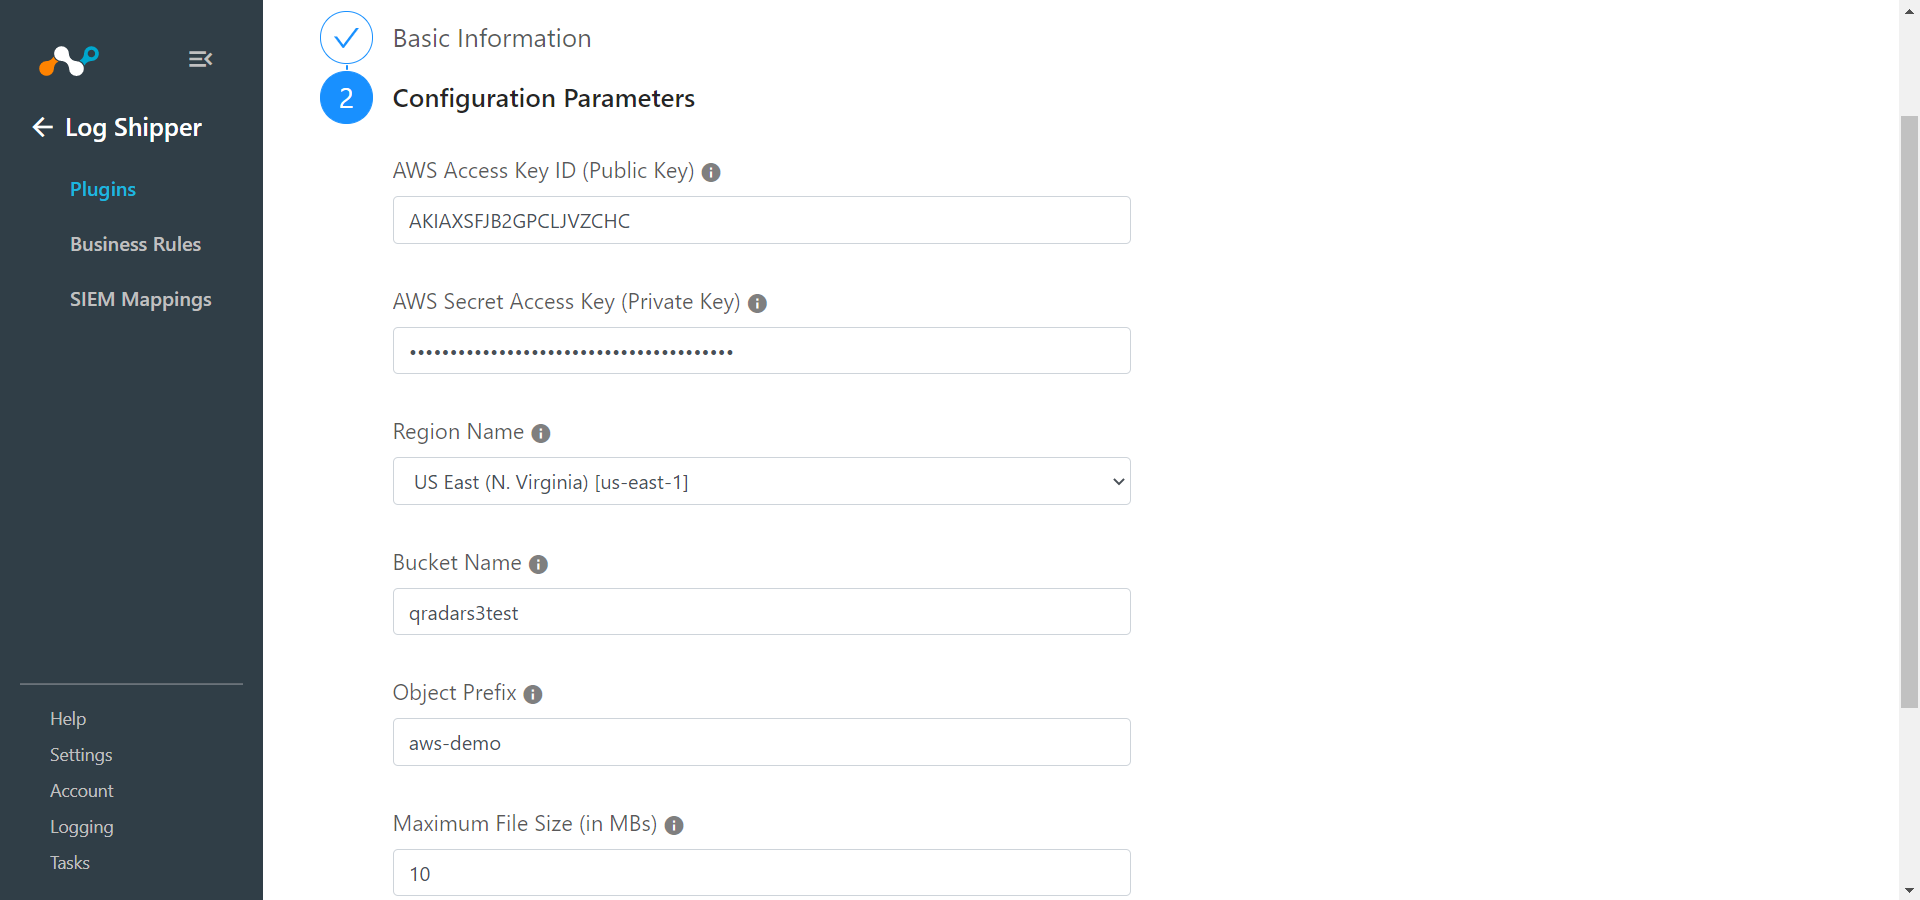 Log Shipper
Plugins
Business Rules
SIEM Mappings
Help
Settings
Account
Logging
Tasks
Basic Information
2 Configuration Parameters
AWS Access Key ID (Public Key)
AKIAXSFJB2GPCLJVZCHC
AWS Secret Access Key (Private Key)
••••••••••••••••••••••••••••••••••••••••
Region Name
US East (N. Virginia) [us-east-1]
Bucket Name
qradars3test
Object Prefix
aws-demo
Maximum File Size (in MBs)
10